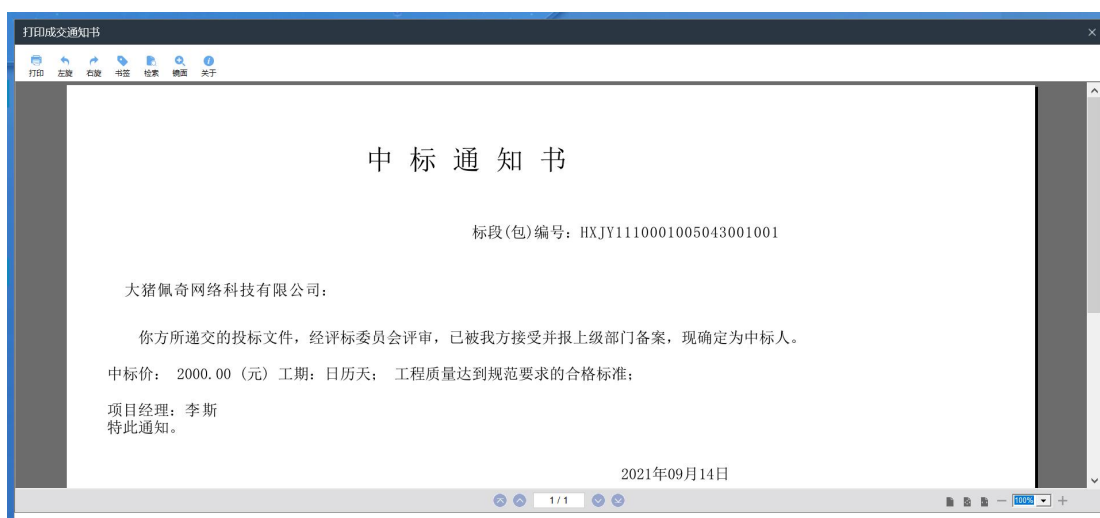 打印成交通知书
打印 左旋 右旋 书签 检索 镜面 关于
中标通知书
标段(包)编号：HXJY1110001005043001001
大猪佩奇网络科技有限公司：
你方所递交的投标文件，经评标委员会评审，已被我方接受并报上级部门备案，现确定为中标人。
中标价： 2000.00 (元) 工期：日历天； 工程质量达到规范要求的合格标准；
项目经理：李斯
特此通知。
2021年09月14日
1/1
100%